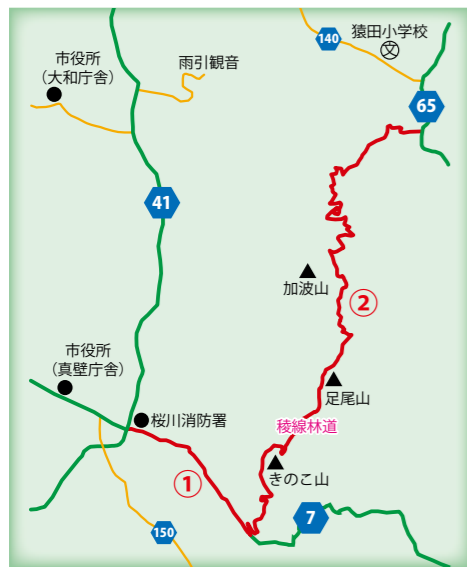 140
猿田小学校
文
市役所
（大和庁舎）
雨引観音
65
41
加波山
②
市役所
（真壁庁舎）
足尾山
桜川消防署
稜線林道
①
きのこ山
7
150